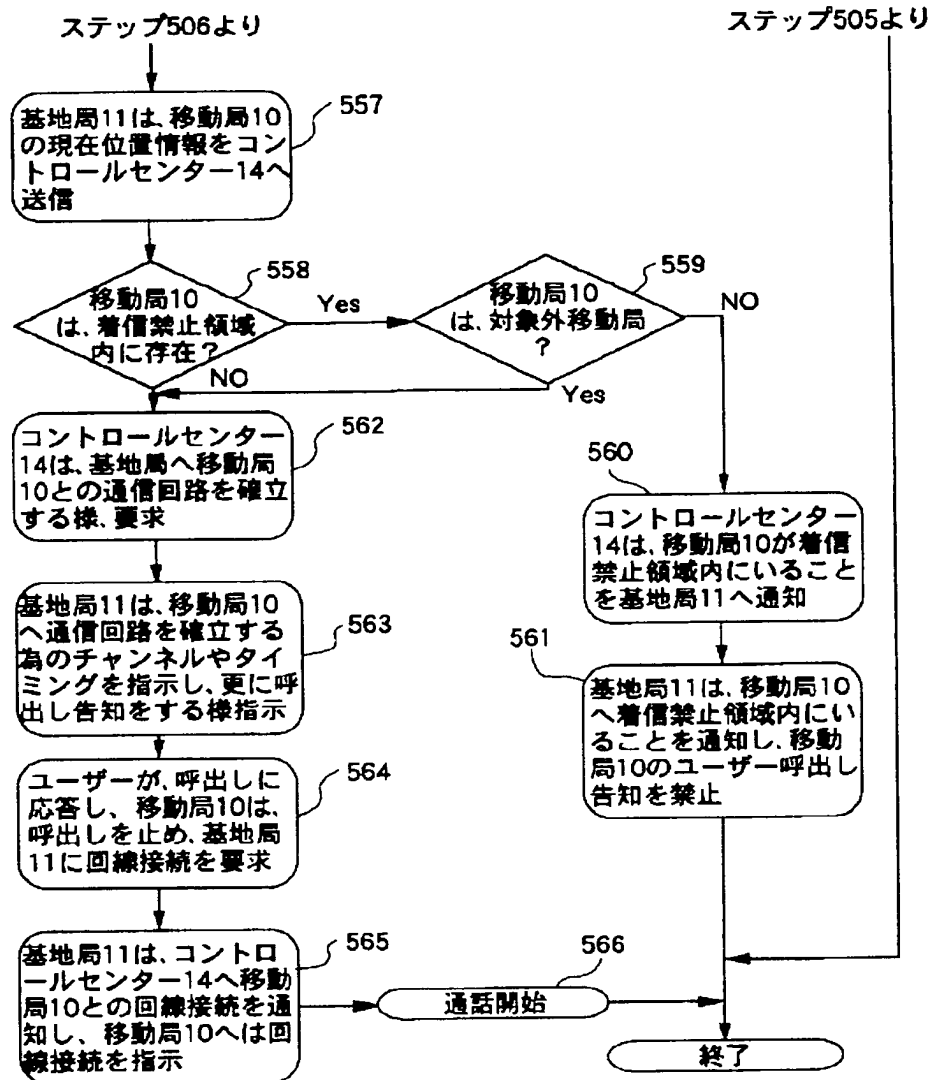 ステップ506より
ステップ505より
基地局11は、移動局10
の現在位置情報をコン
トロールセンター14へ
送信
557
移動局10
は、着信禁止領域
内に存在？
558
Yes
NO
移動局10
は、対象外移動局
？
559
NO
Yes
コントロールセンター
14は、基地局へ移動局
10との通信回路を確立
する様、要求
562
560
コントロールセンター
14は、移動局10が着信
禁止領域内にいること
を基地局11へ通知
基地局11は、移動局10
へ通信回路を確立する
為のチャンネルやタイ
ミングを指示し、更に呼
出し告知をする様指示
563
561
基地局11は、移動局10
へ着信禁止領域内にい
ることを通知し、移動
局10のユーザー呼出し
告知を禁止
ユーザーが、呼出しに
応答し、移動局10は、
呼出しを止め、基地局
11に回線接続を要求
564
基地局11は、コントロ
ールセンター14へ移動
局10との回線接続を通
知し、移動局10へは回
線接続を指示
565
566
通話開始
終了